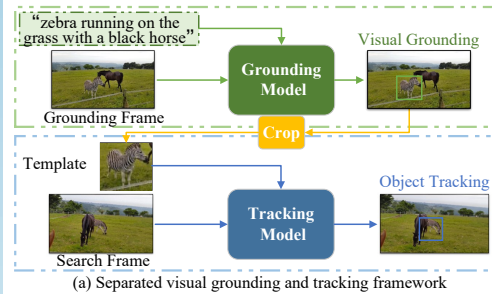 “zebra running on the
grass with a black horse”
Visual Grounding
Grounding
Model
Grounding Frame
Crop
Template
Object Tracking
Tracking
Model
Search Frame
(a) Separated visual grounding and tracking framework